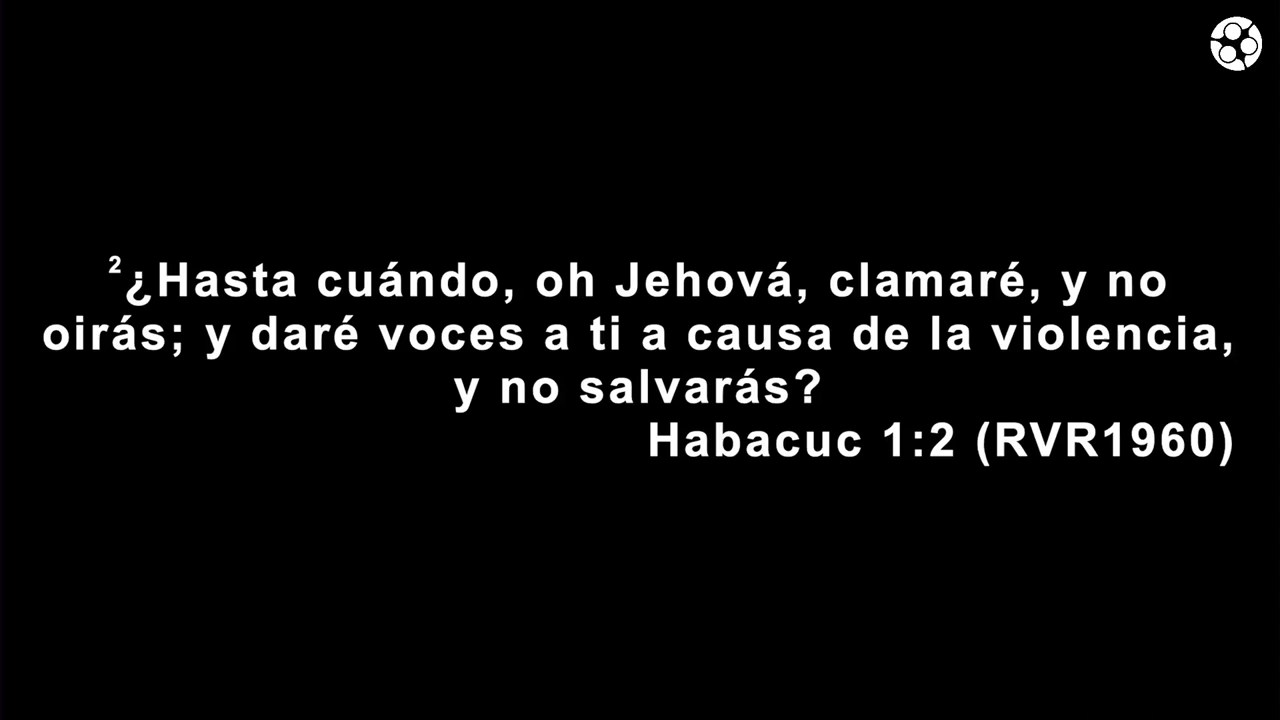 ²¿Hasta cuándo, oh Jehová, clamaré, y no
oirás; y daré voces a ti a causa de la violencia,
y no salvarás?
Habacuc 1:2 (RVR1960)